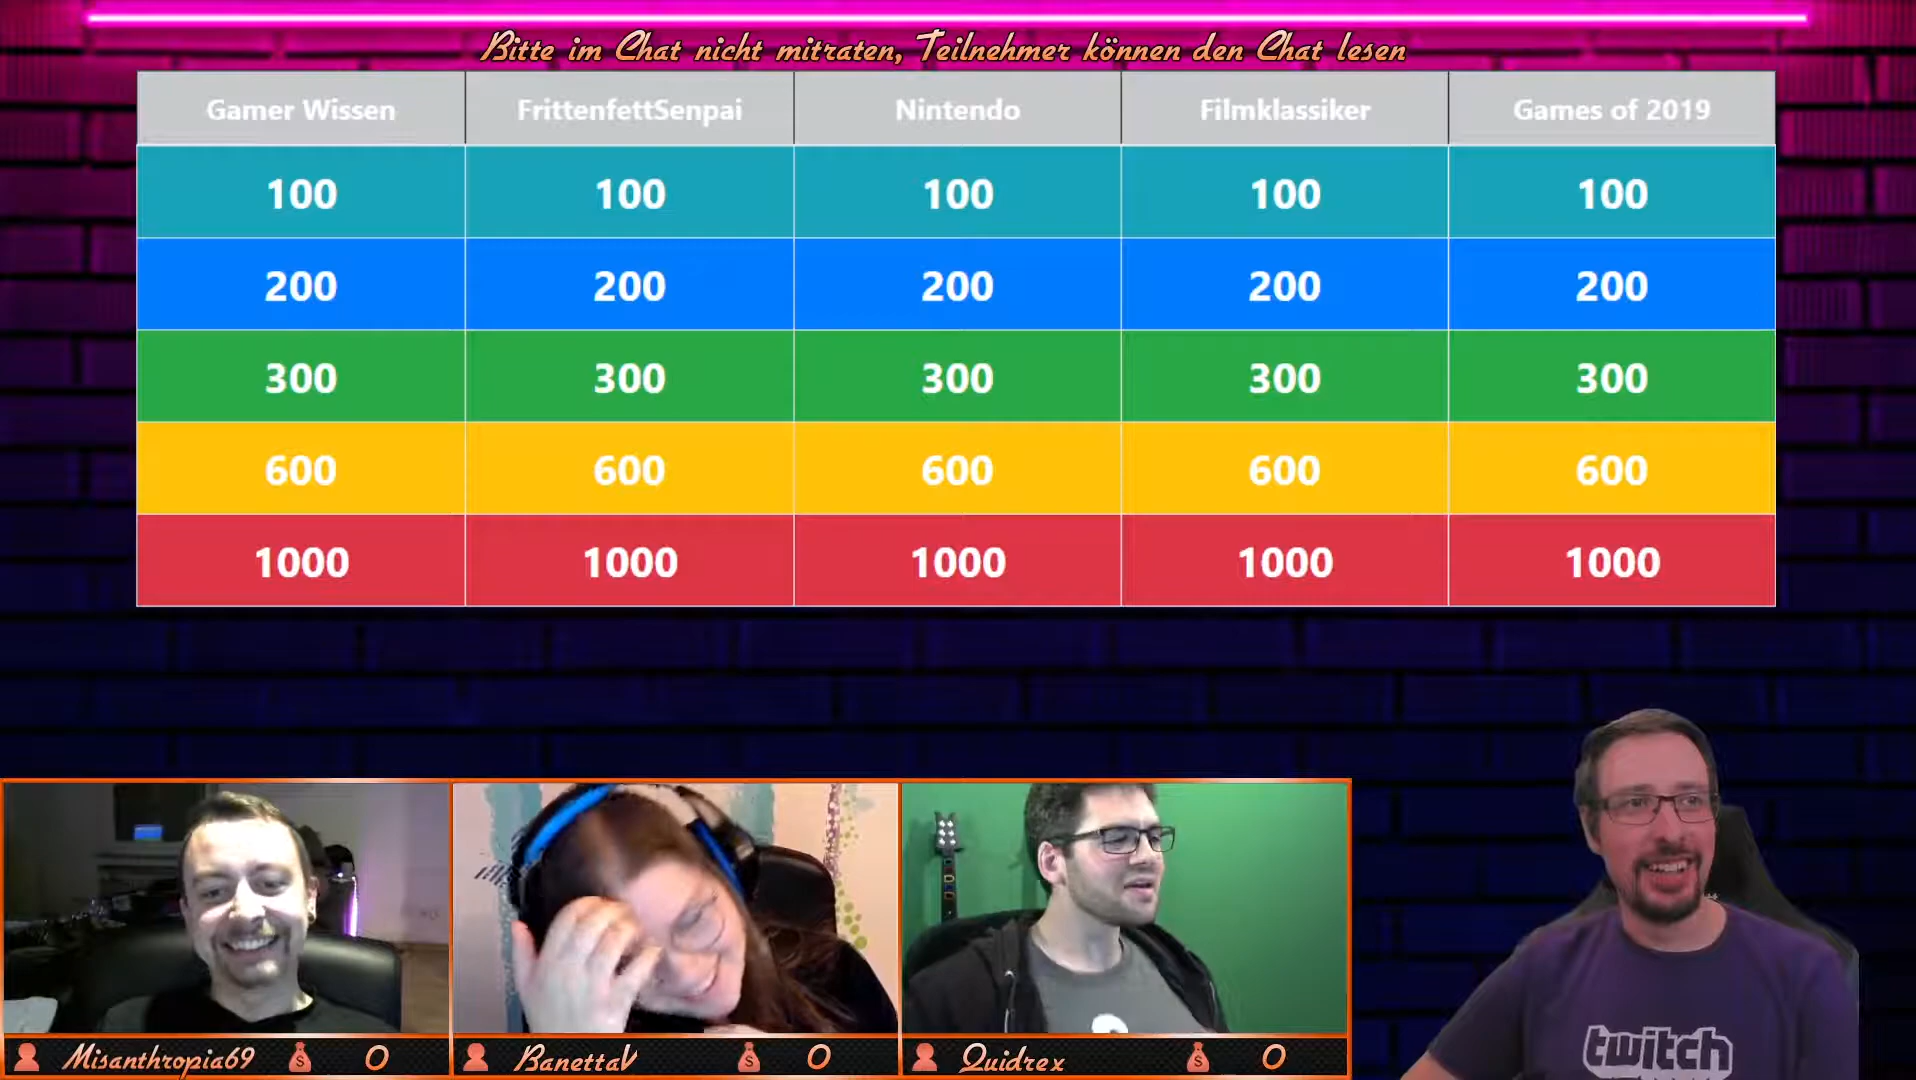 Bitte im Chat nicht mitraten, Teilnehmer können den Chat lesen
Gamer Wissen FrittenfettSenpai Nintendo Filmklassiker Games of 2019
100 100 100 100 100
200 200 200 200 200
300 300 300 300 300
600 600 600 600 600
1000 1000 1000 1000 1000
twitch
Misanthropia69 $ 0 BanettaV $ 0 Quidrex $ 0